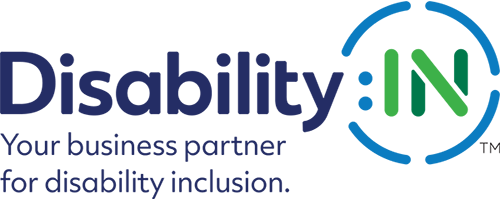 Disability:IN
TM
Your business partner
for disability inclusion.